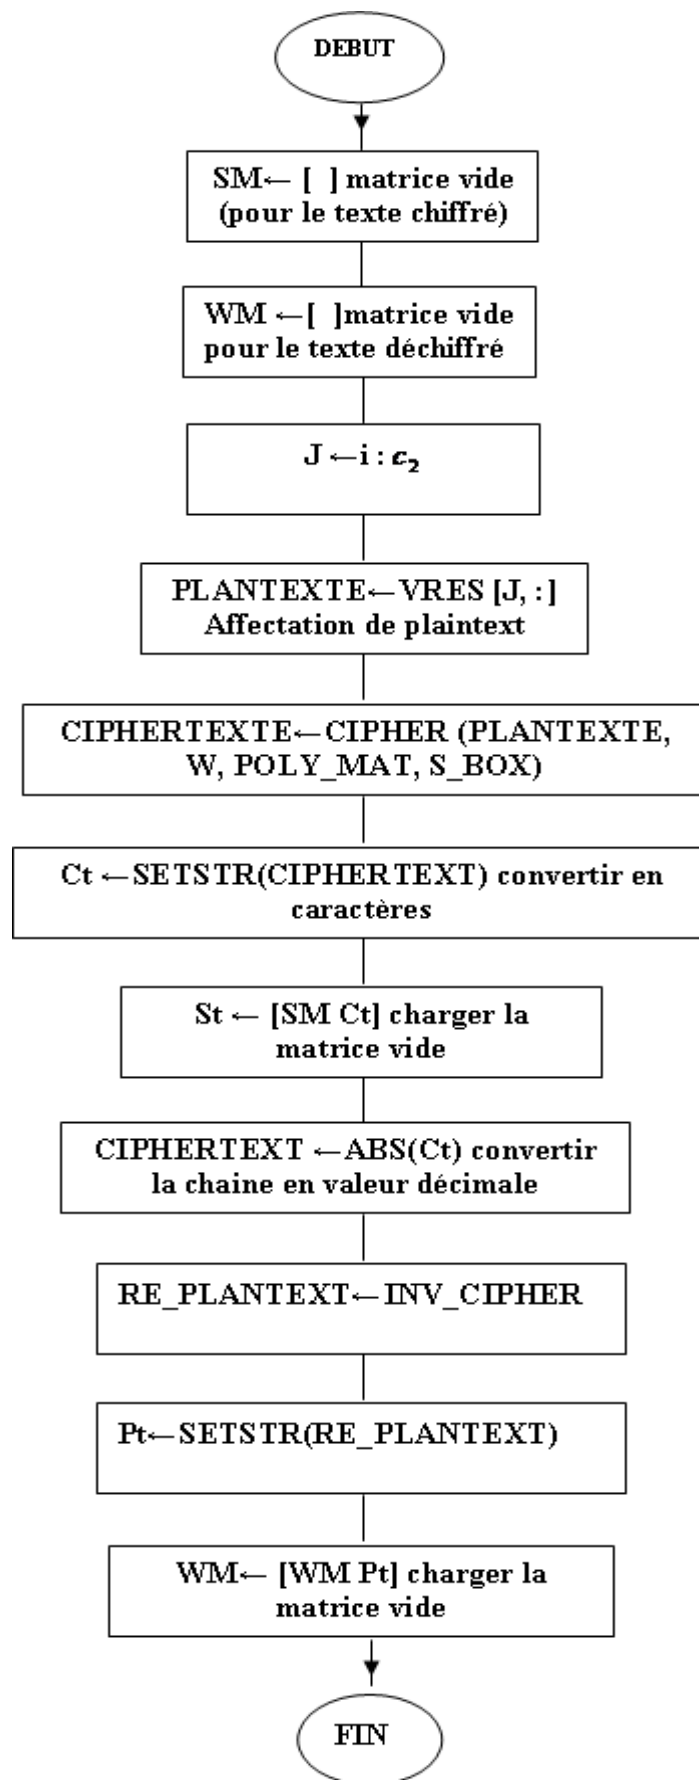 DEBUT
SM← [  ] matrice vide
(pour le texte chiffré)
WM ←[  ]matrice vide
pour le texte déchiffré
J ←i : c₂
PLANTEXTE←VRES [J, :]
Affectation de plaintext
CIPHERTEXTE←CIPHER (PLANTEXTE,
W, POLY_MAT, S_BOX)
Ct ←SETSTR(CIPHERTEXT) convertir en
caractères
St ← [SM Ct] charger la
matrice vide
CIPHERTEXT ←ABS(Ct) convertir
la chaine en valeur décimale
RE_PLANTEXT←INV_CIPHER
Pt←SETSTR(RE_PLANTEXT)
WM← [WM Pt] charger la
matrice vide
FIN